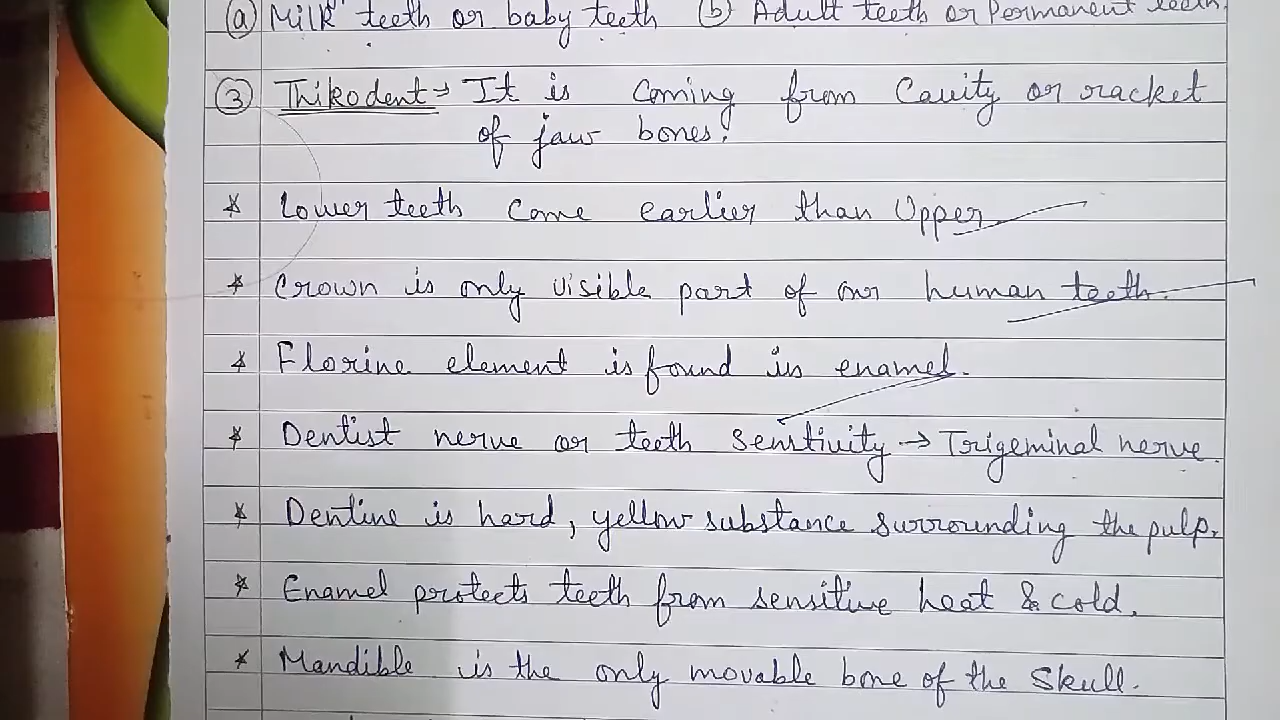 (a) Milk teeth or baby teeth (b) Adult teeth or Permanent teeth.
(3) Thikodent → It is coming from Cavity or racket
of jaw bones.
* Lower teeth come earlier than Upper
* Crown is only visible part of our human teeth.
* Florine element is found in enamel.
* Dentist nerve or teeth senstivity → Trigeminal nerve.
* Dentine is hard, yellow substance surrounding the pulp.
* Enamel protects teeth from sensitive heat & cold.
* Mandible is the only movable bone of the skull.